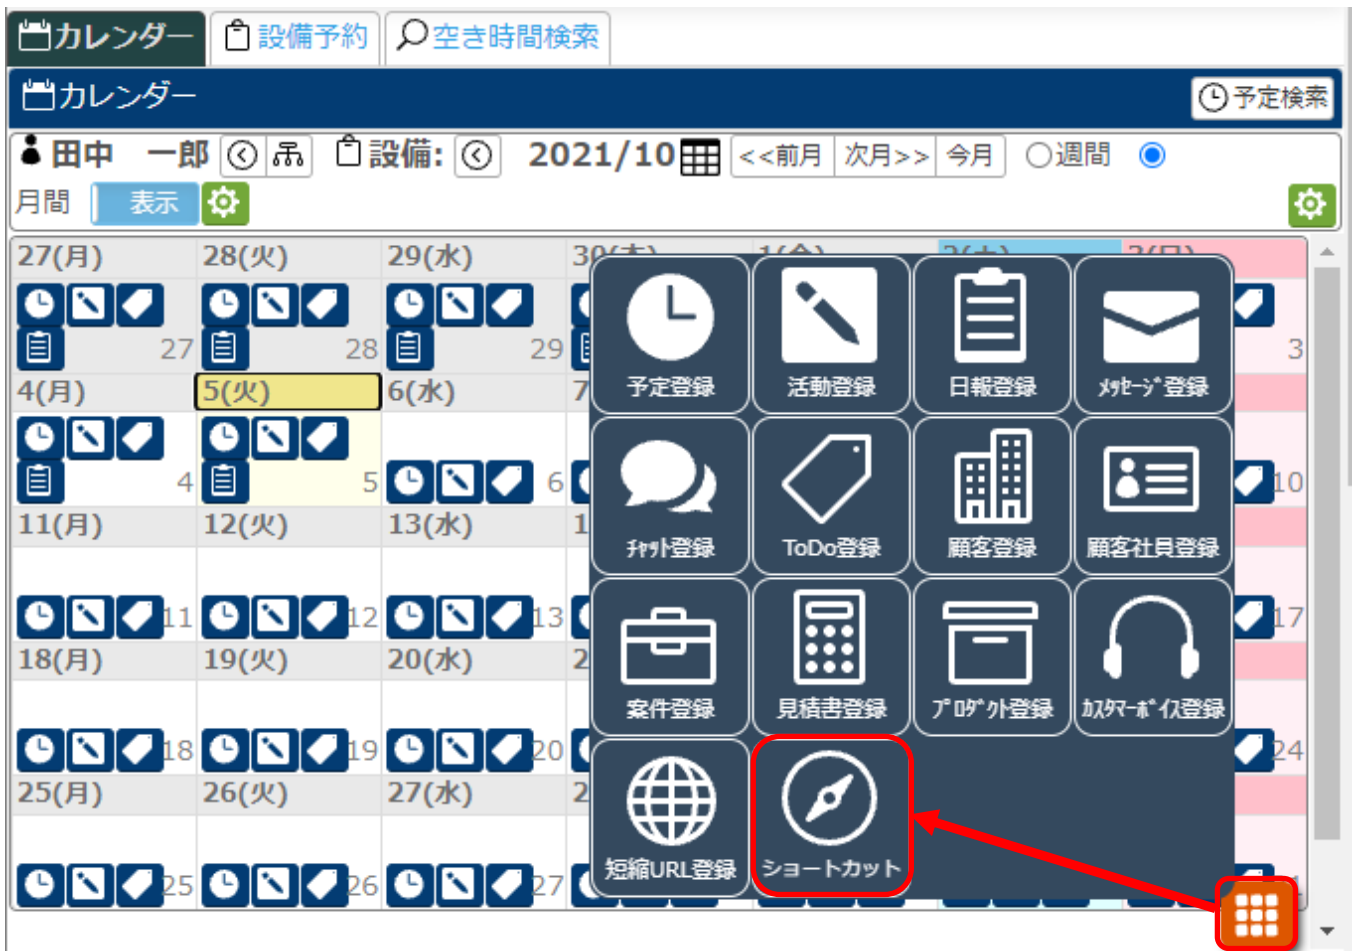 カレンダー 設備予約 空き時間検索
カレンダー 予定検索
田中 一郎 設備: 2021/10 <<前月 次月>> 今月 週間
月間 表示
27(月) 28(火) 29(水)
27 28 29 3
4(月) 5(火) 6(水) 7
4 5 6 10
11(月) 12(火) 13(水) 1
11 12 13 17
18(月) 19(火) 20(水) 2
18 19 20 24
25(月) 26(火) 27(水) 2
25 26 27
予定登録 活動登録 日報登録 ﾒｯｾｰｼﾞ登録
ﾁｬｯﾄ登録 ToDo登録 顧客登録 顧客社員登録
案件登録 見積書登録 ﾌﾟﾛﾀﾞｸﾄ登録 ｶｽﾀﾏｰﾎﾞｲｽ登録
短縮URL登録 ショートカット